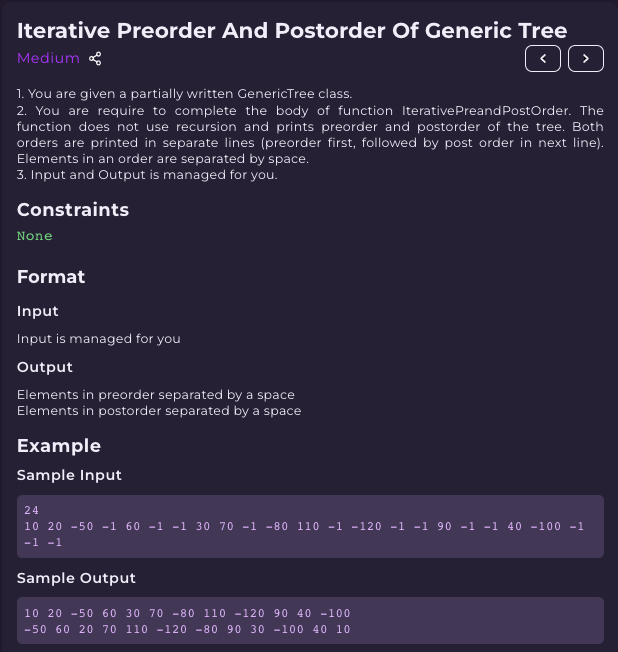 Iterative Preorder And Postorder Of Generic Tree
Medium
1. You are given a partially written GenericTree class.
2. You are require to complete the body of function IterativePreandPostOrder. The
function does not use recursion and prints preorder and postorder of the tree. Both
orders are printed in separate lines (preorder first, followed by post order in next line).
Elements in an order are separated by space.
3. Input and Output is managed for you.
Constraints
None
Format
Input
Input is managed for you
Output
Elements in preorder separated by a space
Elements in postorder separated by a space
Example
Sample Input
24
10 20 -50 -1 60 -1 -1 30 70 -1 -80 110 -1 -120 -1 -1 90 -1 -1 40 -100 -1
-1 -1
Sample Output
10 20 -50 60 30 70 -80 110 -120 90 40 -100
-50 60 20 70 110 -120 -80 90 30 -100 40 10